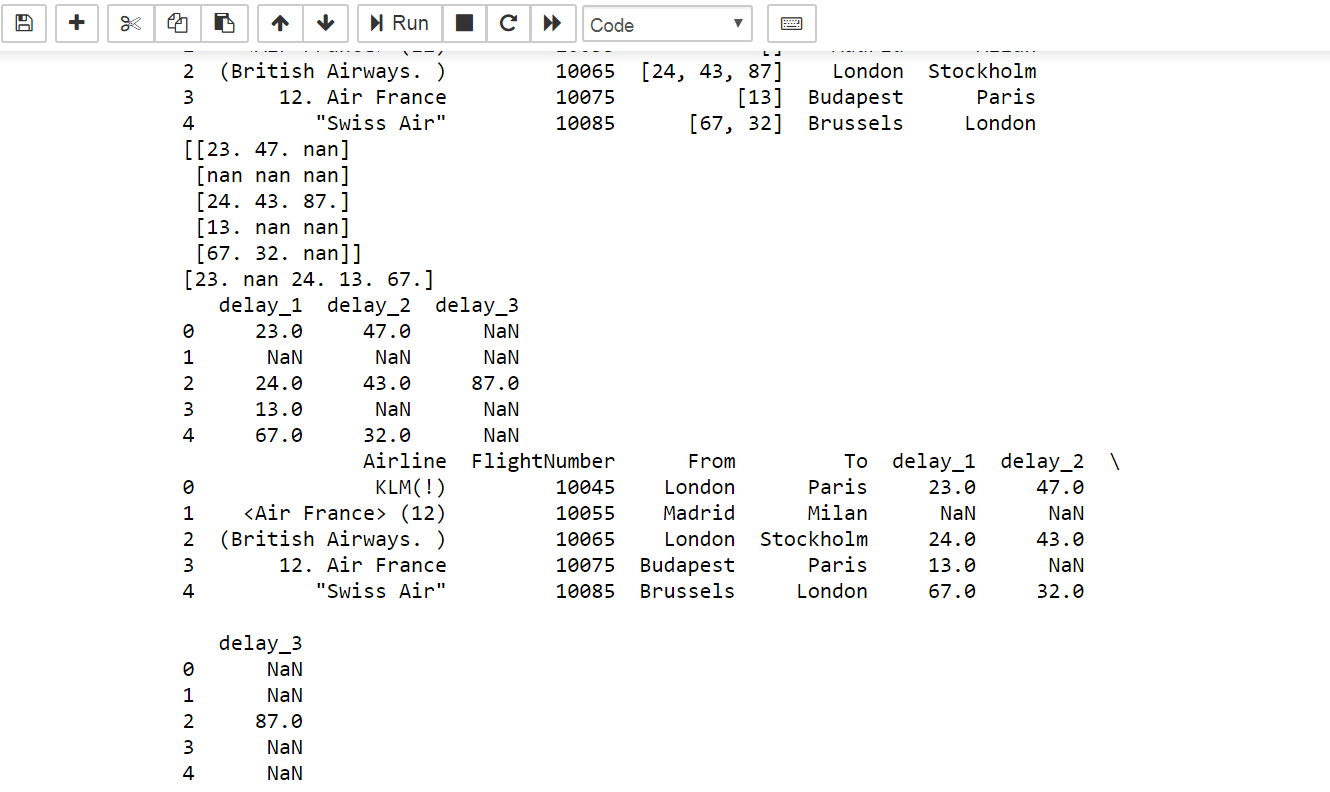 Run Code
2 (British Airways. ) 10065 [24, 43, 87] London Stockholm
3 12. Air France 10075 [13] Budapest Paris
4 "Swiss Air" 10085 [67, 32] Brussels London
[[23. 47. nan]
[nan nan nan]
[24. 43. 87.]
[13. nan nan]
[67. 32. nan]]
[23. nan 24. 13. 67.]
delay_1 delay_2 delay_3
0 23.0 47.0 NaN
1 NaN NaN NaN
2 24.0 43.0 87.0
3 13.0 NaN NaN
4 67.0 32.0 NaN
Airline FlightNumber From To delay_1 delay_2 \
0 KLM(!) 10045 London Paris 23.0 47.0
1 <Air France> (12) 10055 Madrid Milan NaN NaN
2 (British Airways. ) 10065 London Stockholm 24.0 43.0
3 12. Air France 10075 Budapest Paris 13.0 NaN
4 "Swiss Air" 10085 Brussels London 67.0 32.0
delay_3
0 NaN
1 NaN
2 87.0
3 NaN
4 NaN